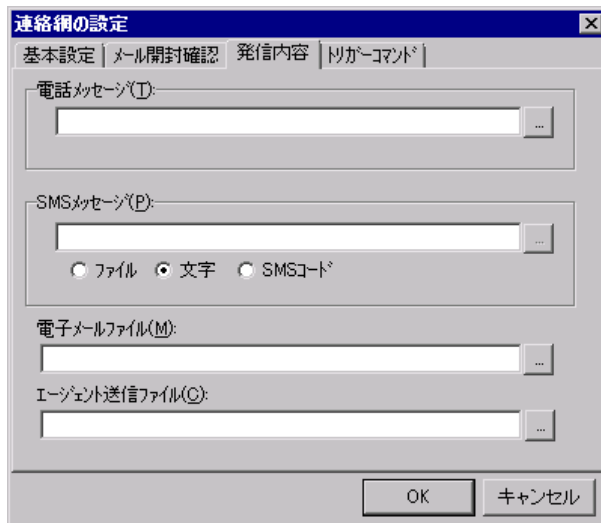 連絡網の設定
基本設定 メール開封確認 発信内容 トリガーコマンド
電話メッセージ(T):
...
SMSメッセージ(P):
...
ファイル 文字 SMSコード
電子メールファイル(M):
...
エージェント送信ファイル(C):
...
OK キャンセル